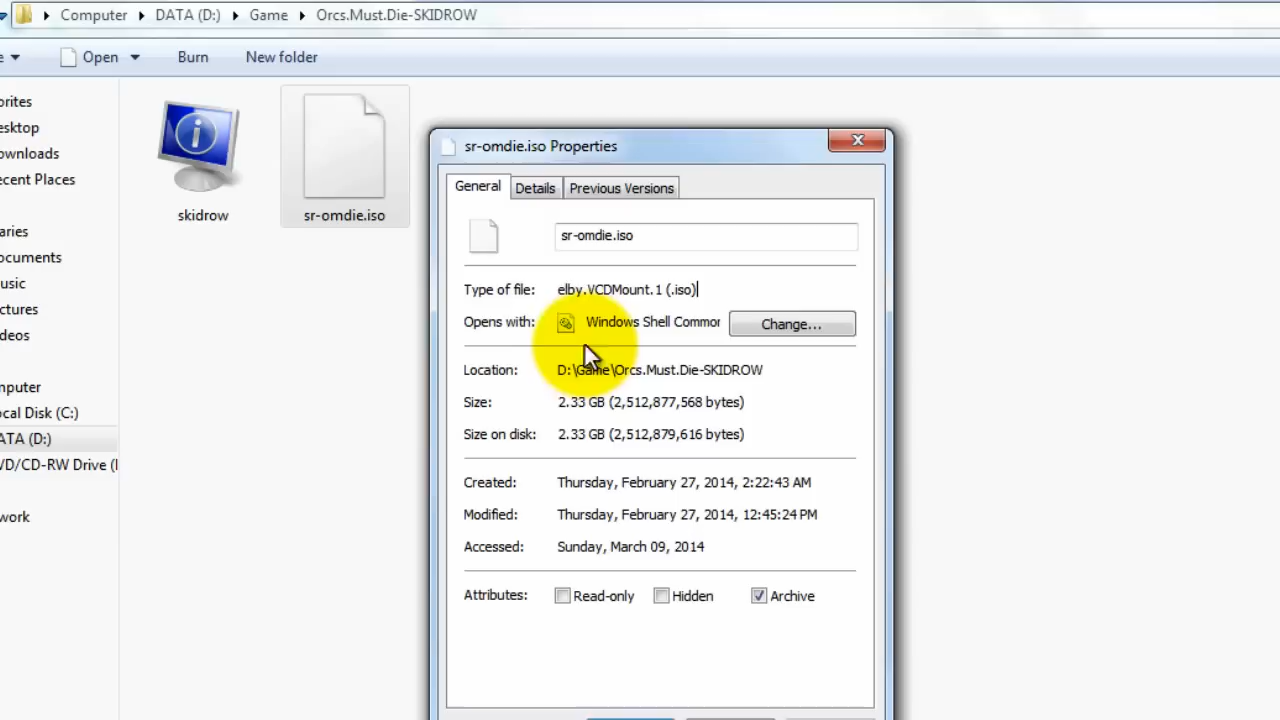 Computer DATA (D:) Game Orcs.Must.Die-SKIDROW
e Open Burn New folder
orites
esktop
ownloads
ecent Places
aries
ocuments
usic
ctures
deos
omputer
ocal Disk (C:)
ATA (D:)
VD/CD-RW Drive (
work
skidrow
sr-omdie.iso
sr-omdie.iso Properties
General Details Previous Versions
sr-omdie.iso
Type of file: elby.VCDMount.1 (.iso)
Opens with: Windows Shell Common Change...
Location: D:\Game\Orcs.Must.Die-SKIDROW
Size: 2.33 GB (2,512,877,568 bytes)
Size on disk: 2.33 GB (2,512,879,616 bytes)
Created: Thursday, February 27, 2014, 2:22:43 AM
Modified: Thursday, February 27, 2014, 12:45:24 PM
Accessed: Sunday, March 09, 2014
Attributes: Read-only Hidden Archive